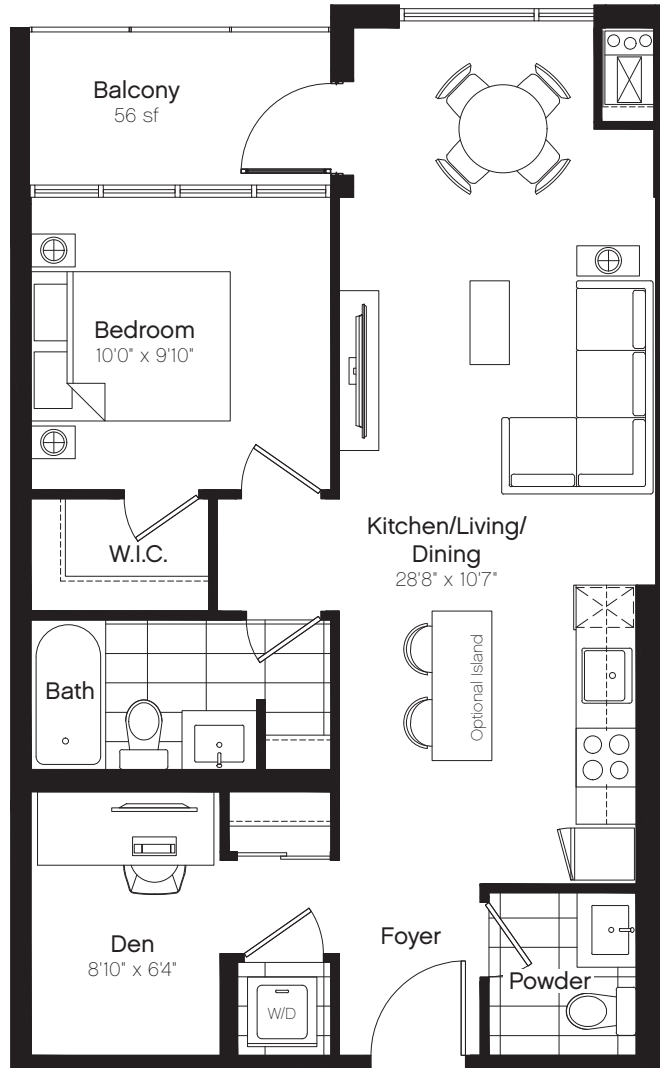 Balcony
56 sf
Bedroom
10'0" x 9'10"
W.I.C.
Kitchen/Living/
Dining
28'8" x 10'7"
Optional Island
Bath
Den
8'10" x 6'4"
W/D
Foyer
Powder